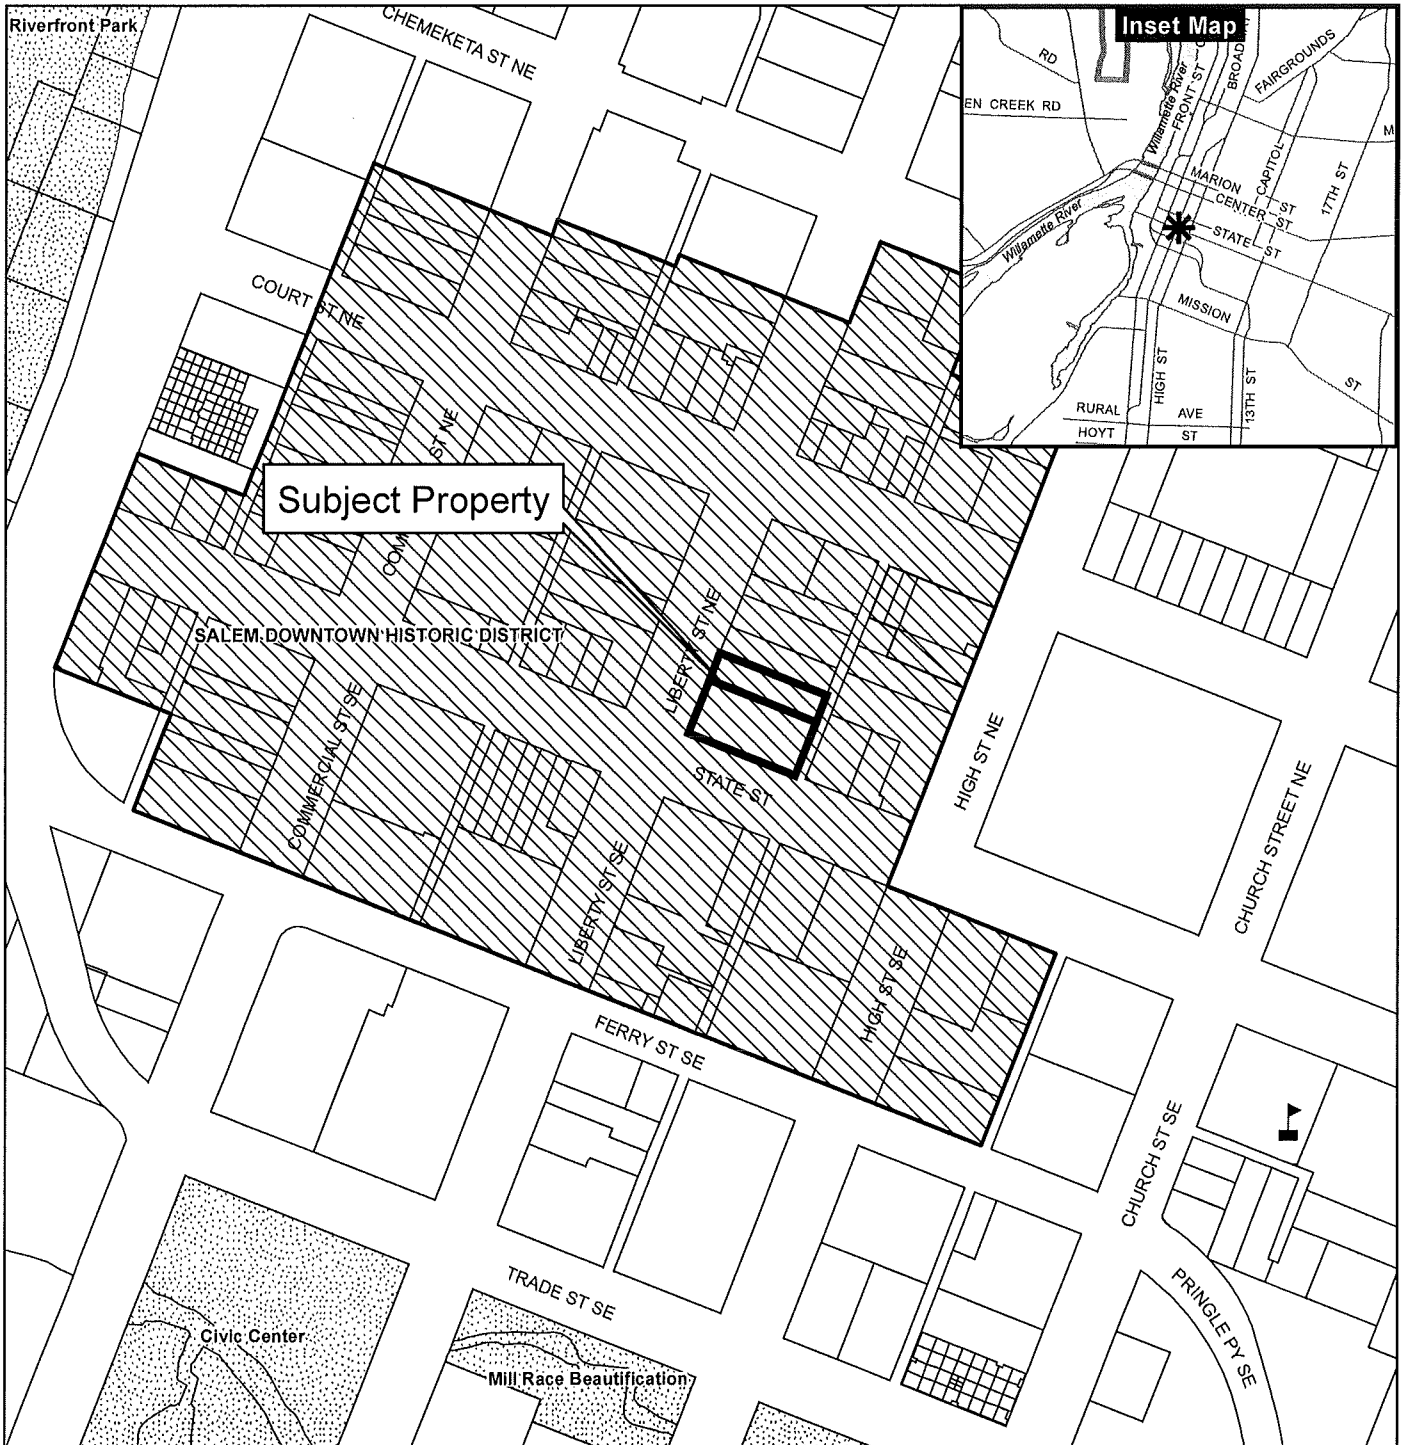 Riverfront Park
CHEMEKETA ST NE
Inset Map
RD
EN CREEK RD
Willamette River
FRONT ST
BROAD
FAIRGROUNDS
M
CAPITOL
17TH ST
MARION ST
CENTER ST
STATE ST
Willamette River
MISSION
ST
HIGH ST
13TH ST
RURAL AVE
HOYT ST
COURT ST NE
ST NE
COM
Subject Property
SALEM DOWNTOWN HISTORIC DISTRICT
LIBERTY ST NE
STATE ST
COMMERCIAL ST SE
LIBERTY ST SE
HIGH ST NE
CHURCH STREET NE
HIGH ST SE
FERRY ST SE
CHURCH ST SE
TRADE ST SE
PRINGLE PY SE
Civic Center
Mill Race Beautification